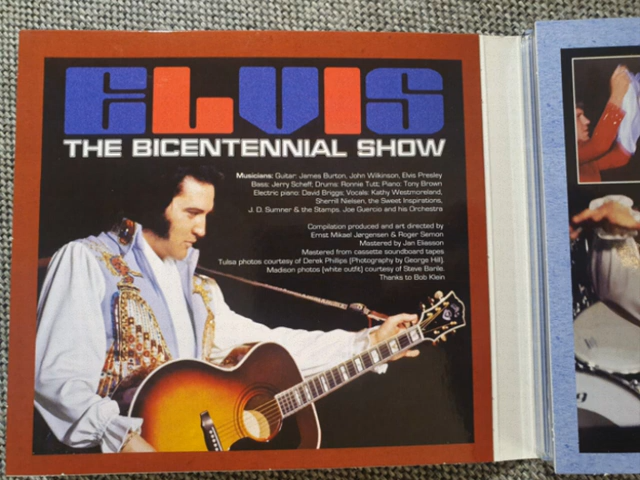 ELVIS
THE BICENTENNIAL SHOW
Musicians: Guitar: James Burton, John Wilkinson, Elvis Presley
Bass: Jerry Scheff; Drums: Ronnie Tutt; Piano: Tony Brown
Electric piano: David Briggs; Vocals: Kathy Westmoreland,
Sherrill Nielsen, the Sweet Inspirations,
J. D. Sumner & the Stamps, Joe Guercio and his Orchestra
Compilation produced and art directed by
Ernst Mikael Jørgensen & Roger Semon
Mastered by Jan Eliasson
Mastered from cassette soundboard tapes
Tulsa photos courtesy of Derek Phillips (Photography by George Hill).
Madison photos (white outfit) courtesy of Steve Barile.
Thanks to Bob Klein